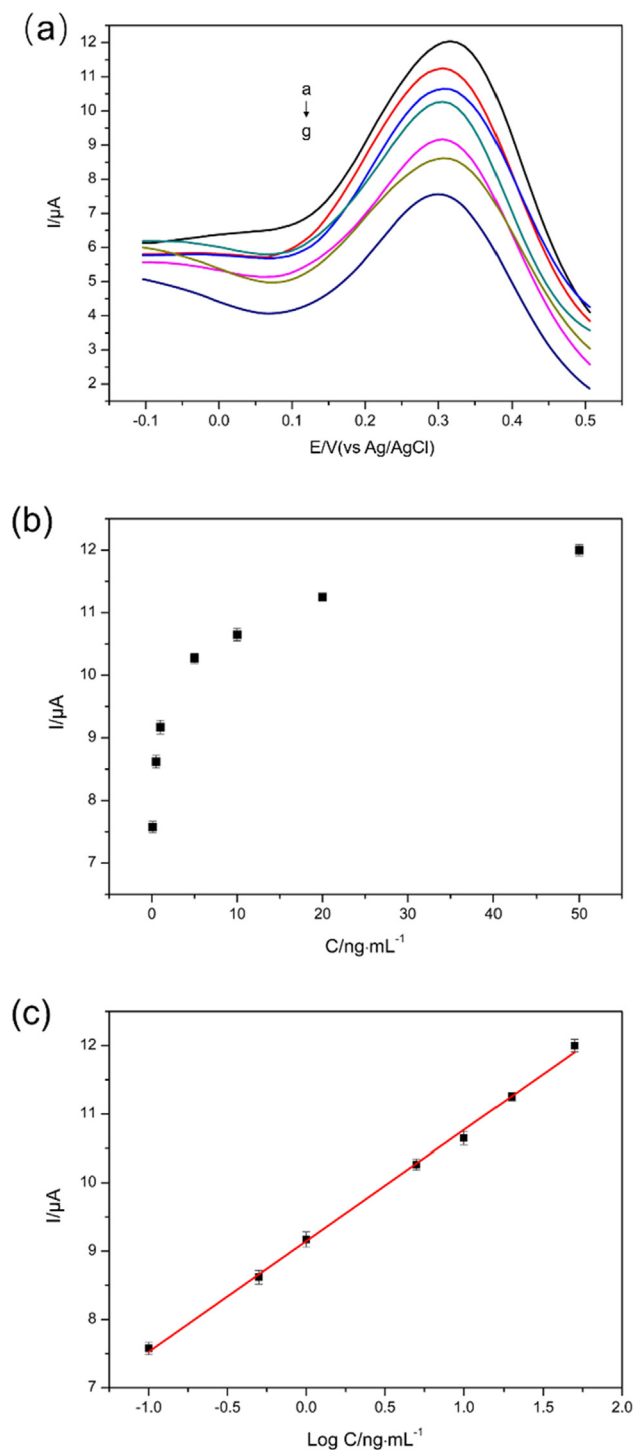 (a)
12
11
10
9
8
7
6
5
4
3
2
a
g
I/μA
-0.1 0.0 0.1 0.2 0.3 0.4 0.5
E/V(vs Ag/AgCl)
(b)
12
11
10
9
8
7
I/μA
0 10 20 30 40 50
C/ng·mL⁻¹
(c)
12
11
10
9
8
7
I/μA
-1.0 -0.5 0.0 0.5 1.0 1.5 2.0
Log C/ng·mL⁻¹